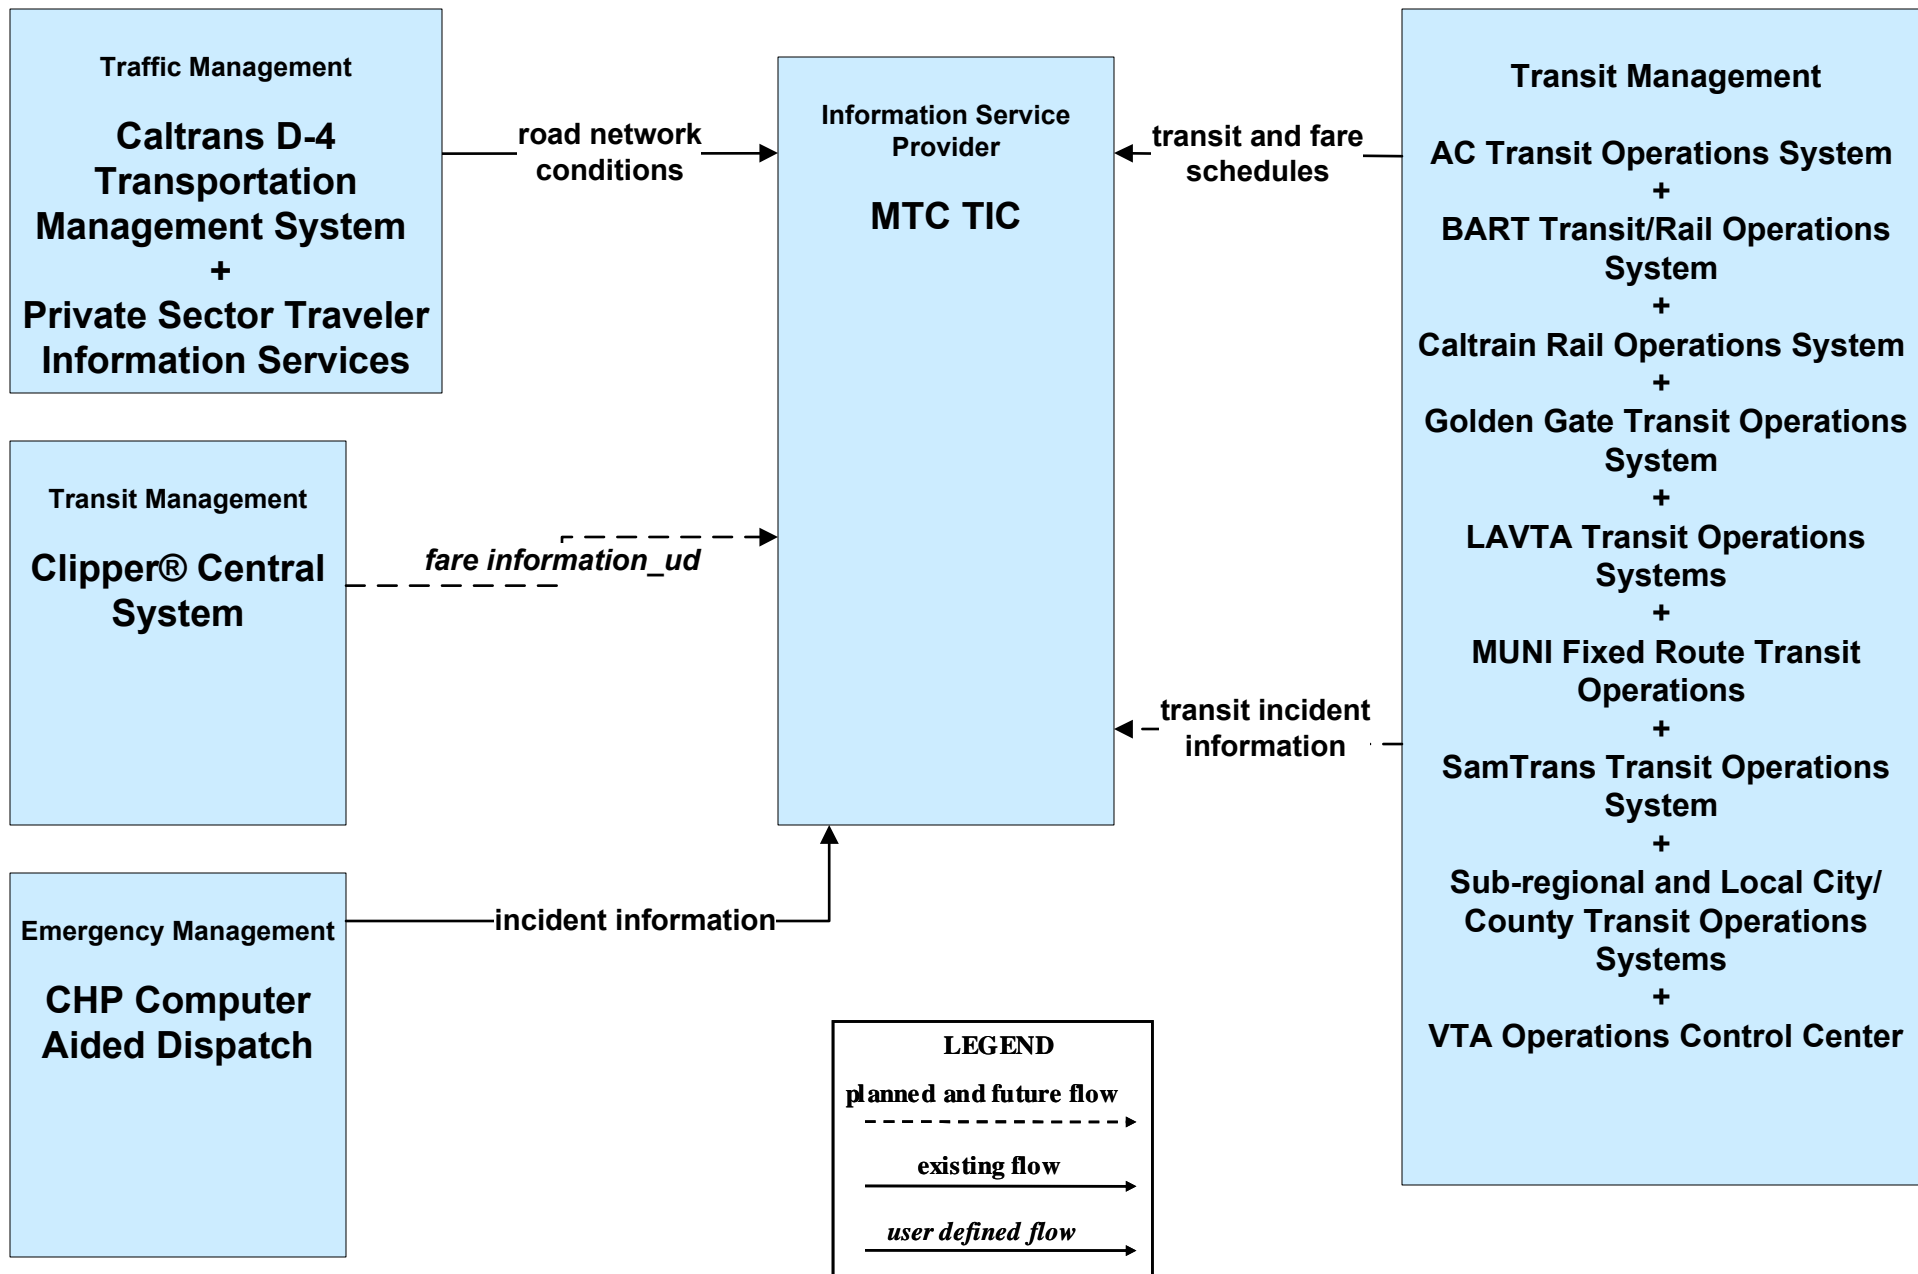 Traffic Management
Caltrans D-4
Transportation
Management System
+
Private Sector Traveler
Information Services
road network
conditions
Information Service
Provider
MTC TIC
transit and fare
schedules
Transit Management
AC Transit Operations System
+
BART Transit/Rail Operations
System
+
Caltrain Rail Operations System
+
Golden Gate Transit Operations
System
+
LAVTA Transit Operations
Systems
+
MUNI Fixed Route Transit
Operations
+
SamTrans Transit Operations
System
+
Sub-regional and Local City/
County Transit Operations
Systems
+
VTA Operations Control Center
Transit Management
Clipper® Central
System
fare information_ud
transit incident
information
Emergency Management
CHP Computer
Aided Dispatch
incident information
LEGEND
planned and future flow
existing flow
user defined flow